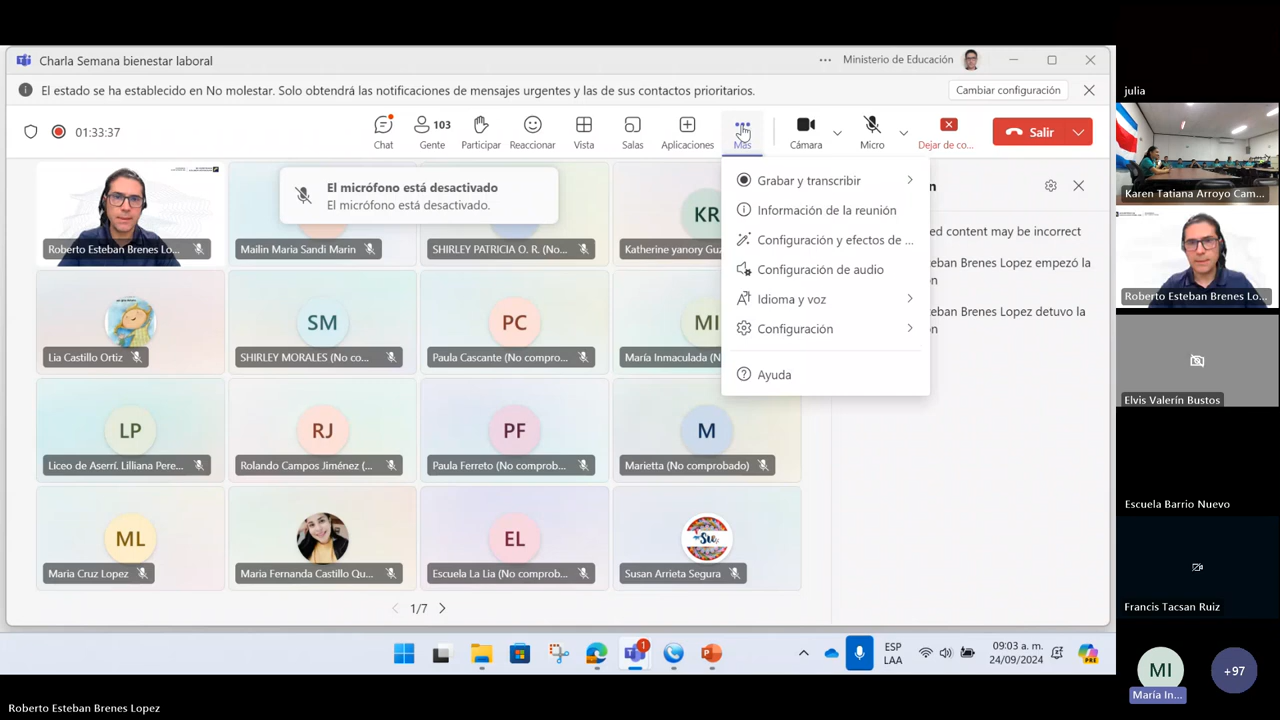 Charla Semana bienestar laboral
Ministerio de Educación
El estado se ha establecido en No molestar. Solo obtendrá las notificaciones de mensajes urgentes y las de sus contactos prioritarios.
Cambiar configuración
01:33:37
Chat
103
Gente
Participar
Reaccionar
Vista
Salas
Aplicaciones
Más
Cámara
Micro
Dejar de co...
Salir
El micrófono está desactivado
El micrófono está desactivado.
Grabar y transcribir
Información de la reunión
Configuración y efectos de ...
Configuración de audio
Idioma y voz
Configuración
Ayuda
n
ed content may be incorrect
eban Brenes Lopez empezó la
ón
eban Brenes Lopez detuvo la
ón
Roberto Esteban Brenes Lo...
Mailin Maria Sandi Marin
SHIRLEY PATRICIA O. R. (No...
KR
Katherine yanory Guz
Lia Castillo Ortiz
SM
SHIRLEY MORALES (No co...
PC
Paula Cascante (No compro...
MI
María Inmaculada (N
LP
Liceo de Aserrí. Lilliana Pere...
RJ
Rolando Campos Jiménez (...
PF
Paula Ferreto (No comprob...
M
Marietta (No comprobado)
ML
Maria Cruz Lopez
Maria Fernanda Castillo Qu...
EL
Escuela La Lia (No comprob...
Su
Susan Arrieta Segura
1/7
1
ESP
LAA
09:03 a. m.
24/09/2024
PRE
julia
Karen Tatiana Arroyo Cam...
Roberto Esteban Brenes Lo...
Elvis Valerín Bustos
Escuela Barrio Nuevo
Francis Tacsan Ruiz
MI
María In...
+97
Roberto Esteban Brenes Lopez